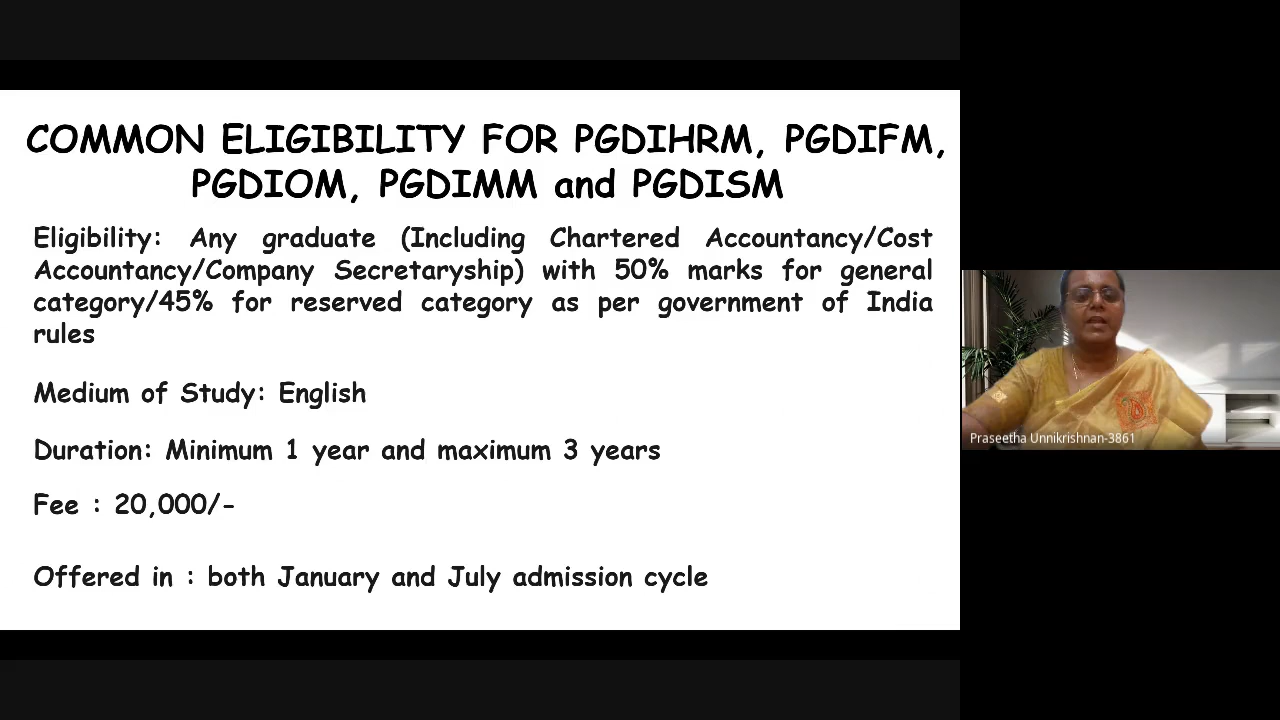 COMMON ELIGIBILITY FOR PGDIHRM, PGDIFM,
PGDIOM, PGDIMM and PGDISM
Eligibility: Any graduate (Including Chartered Accountancy/Cost
Accountancy/Company Secretaryship) with 50% marks for general
category/45% for reserved category as per government of India
rules
Medium of Study: English
Duration: Minimum 1 year and maximum 3 years
Fee : 20,000/-
Offered in : both January and July admission cycle
Praseetha Unnikrishnan-3861